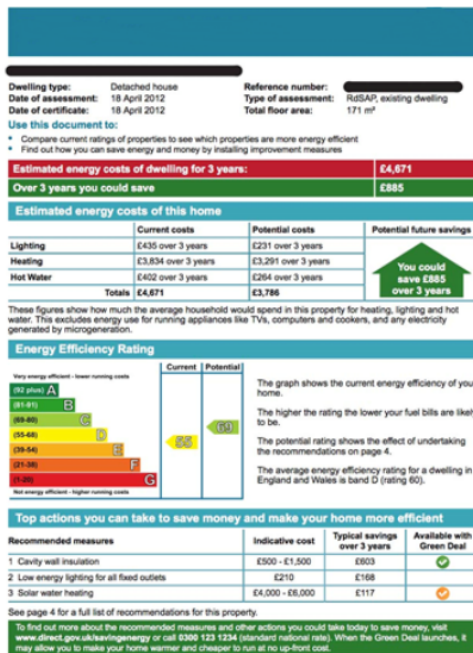 Dwelling type: Detached house
Date of assessment: 18 April 2012
Date of certificate: 18 April 2012
Reference number:
Type of assessment: RdSAP, existing dwelling
Total floor area: 171 m²
Use this document to:
• Compare current ratings of properties to see which properties are more energy efficient
• Find out how you can save energy and money by installing improvement measures
Estimated energy costs of dwelling for 3 years: £4,671
Over 3 years you could save £885
Estimated energy costs of this home
Current costs Potential costs Potential future savings
Lighting £435 over 3 years £231 over 3 years
Heating £3,834 over 3 years £3,291 over 3 years
Hot Water £402 over 3 years £264 over 3 years
Totals £4,671 £3,786
You could
save £885
over 3 years
These figures show how much the average household would spend in this property for heating, lighting and hot
water. This excludes energy use for running appliances like TVs, computers and cookers, and any electricity
generated by microgeneration.
Energy Efficiency Rating
Current Potential
Very energy efficient - lower running costs
(92 plus) A
(81-91) B
(69-80) C
(55-68) D
(39-54) E
(21-38) F
(1-20) G
Not energy efficient - higher running costs
55
69
The graph shows the current energy efficiency of you
home.
The higher the rating the lower your fuel bills are likely
to be.
The potential rating shows the effect of undertaking
the recommendations on page 4.
The average energy efficiency rating for a dwelling in
England and Wales is band D (rating 60).
Top actions you can take to save money and make your home more efficient
Recommended measures Indicative cost Typical savings over 3 years Available with Green Deal
1 Cavity wall insulation £500 - £1,500 £603
2 Low energy lighting for all fixed outlets £210 £168
3 Solar water heating £4,000 - £6,000 £117
See page 4 for a full list of recommendations for this property.
To find out more about the recommended measures and other actions you could take today to save money, visit
www.direct.gov.uk/savingenergy or call 0300 123 1234 (standard national rate). When the Green Deal launches, it
may allow you to make your home warmer and cheaper to run at no up-front cost.